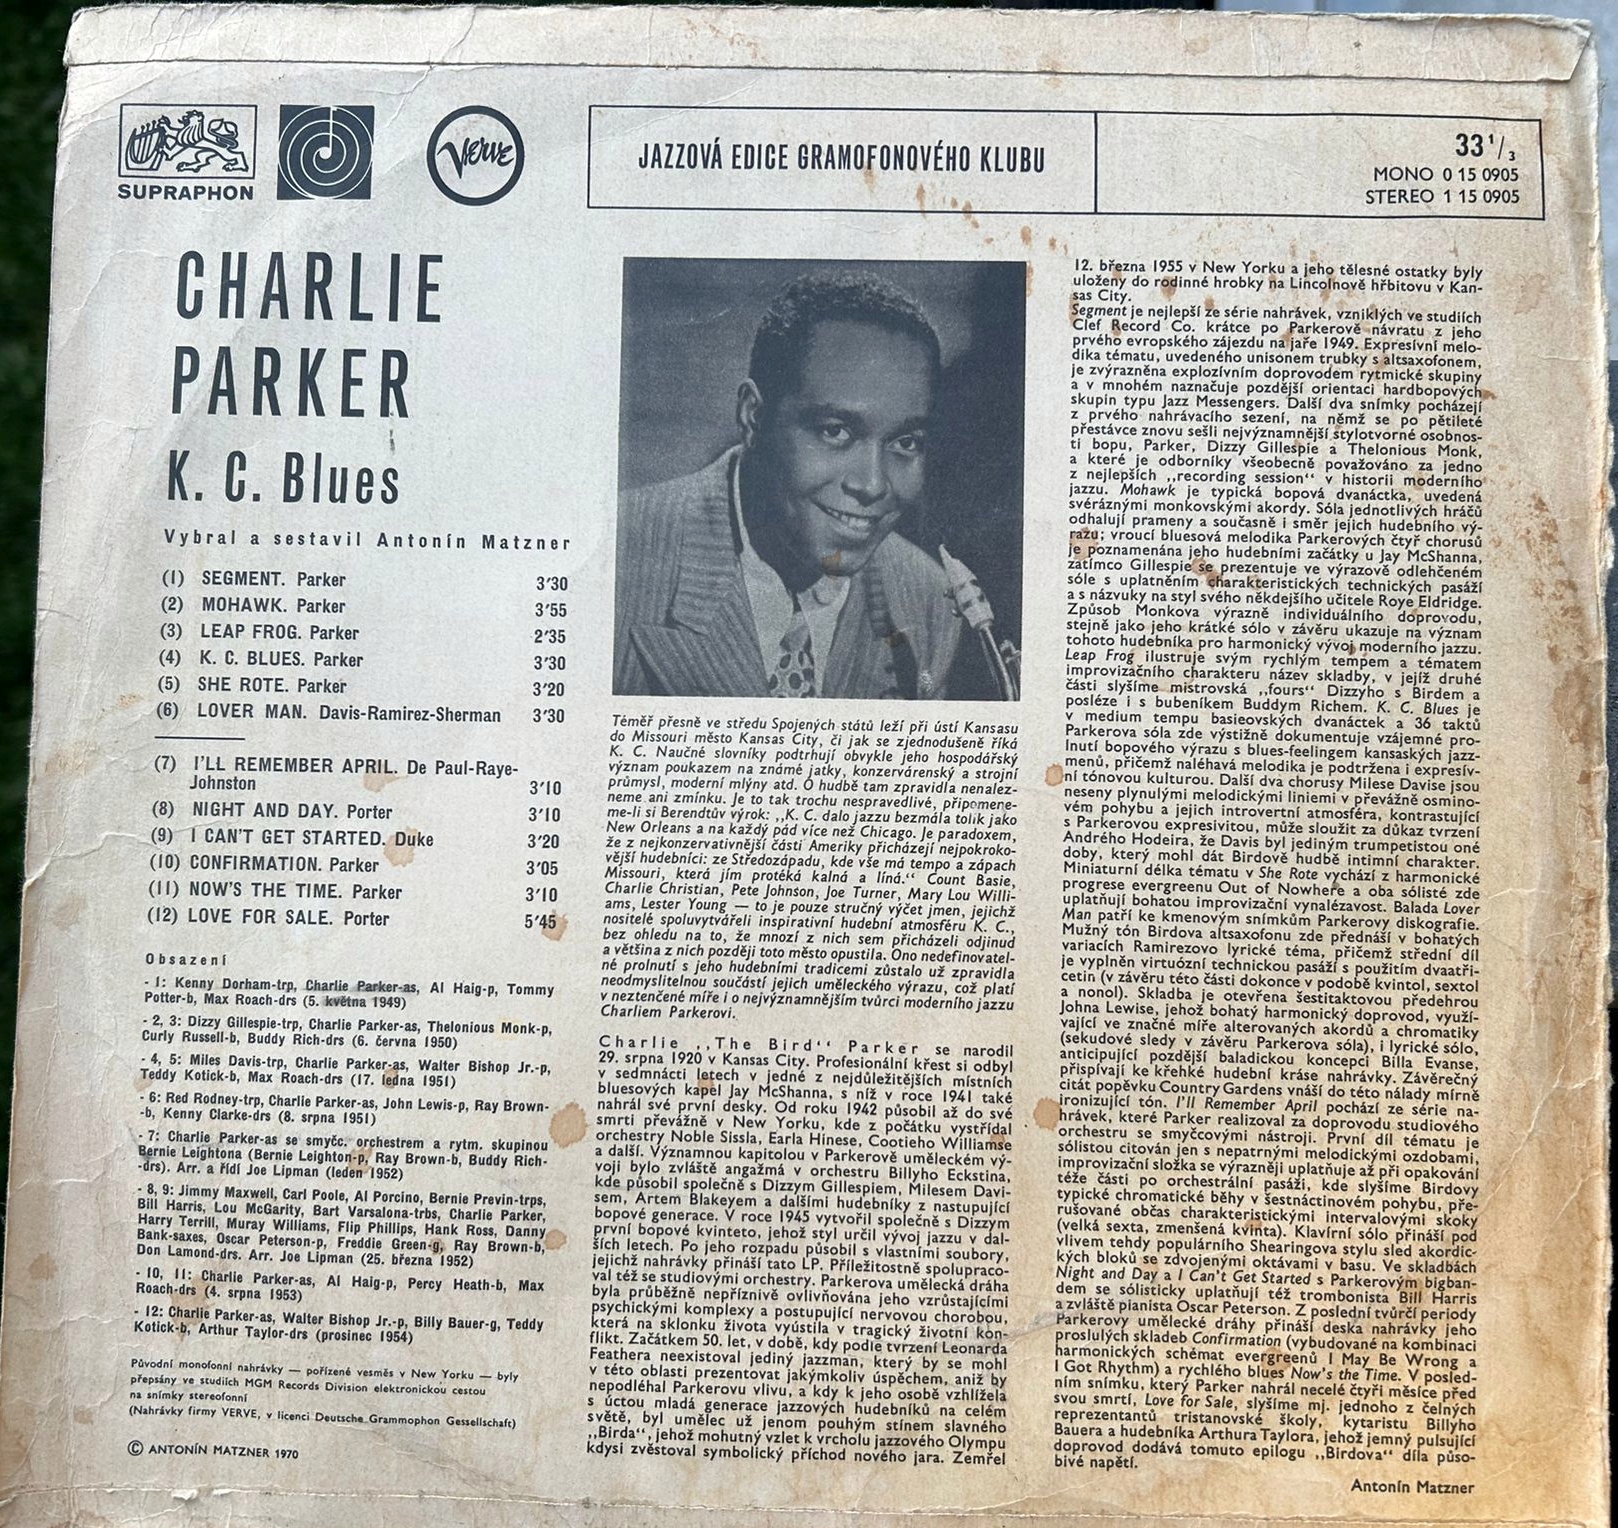 SUPRAPHON
Verve
JAZZOVÁ EDICE GRAMOFONOVÉHO KLUBU
33 1/3
MONO 0 15 0905
STEREO 1 15 0905
CHARLIE
PARKER
K. C. Blues
Vybral a sestavil Antonín Matzner
(1) SEGMENT. Parker 3'30
(2) MOHAWK. Parker 3'55
(3) LEAP FROG. Parker 2'35
(4) K. C. BLUES. Parker 3'30
(5) SHE ROTE. Parker 3'20
(6) LOVER MAN. Davis-Ramirez-Sherman 3'30
(7) I'LL REMEMBER APRIL. De Paul-Raye-
Johnston 3'10
(8) NIGHT AND DAY. Porter 3'10
(9) I CAN'T GET STARTED. Duke 3'20
(10) CONFIRMATION. Parker 3'05
(11) NOW'S THE TIME. Parker 3'10
(12) LOVE FOR SALE. Porter 5'45
Obsazení
- 1: Kenny Dorham-trp, Charlie Parker-as, Al Haig-p, Tommy
Potter-b, Max Roach-drs (5. května 1949)
- 2, 3: Dizzy Gillespie-trp, Charlie Parker-as, Thelonious Monk-p,
Curly Russell-b, Buddy Rich-drs (6. června 1950)
- 4, 5: Miles Davis-trp, Charlie Parker-as, Walter Bishop Jr.-p,
Teddy Kotick-b, Max Roach-drs (17. ledna 1951)
- 6: Red Rodney-trp, Charlie Parker-as, John Lewis-p, Ray Brown-
-b, Kenny Clarke-drs (8. srpna 1951)
- 7: Charlie Parker-as se smyčc. orchestrem a rytm. skupinou
Bernie Leightona (Bernie Leighton-p, Ray Brown-b, Buddy Rich-
-drs). Arr. a řídí Joe Lipman (leden 1952)
- 8, 9: Jimmy Maxwell, Carl Poole, Al Porcino, Bernie Previn-trps,
Bill Harris, Lou McGarity, Bart Varsalona-trbs, Charlie Parker,
Harry Terrill, Muray Williams, Flip Phillips, Hank Ross, Danny
Bank-saxes, Oscar Peterson-p, Freddie Green-g, Ray Brown-b,
Don Lamond-drs. Arr. Joe Lipman (25. března 1952)
- 10, 11: Charlie Parker-as, Al Haig-p, Percy Heath-b, Max
Roach-drs (4. srpna 1953)
- 12: Charlie Parker-as, Walter Bishop Jr.-p, Billy Bauer-g, Teddy
Kotick-b, Arthur Taylor-drs (prosinec 1954)
Původní monofonní nahrávky — pořízené vesměs v New Yorku — byly
přepsány ve studiích MGM Records Division elektronickou cestou
na snímky stereofonní
(Nahrávky firmy VERVE, v licenci Deutsche Grammophon Gessellschaft)
© ANTONÍN MATZNER 1970
Téměř přesně ve středu Spojených států leží při ústí Kansasu
do Missouri město Kansas City, či jak se zjednodušeně říká
K. C. Naučné slovníky podtrhují obvykle jeho hospodářský
význam poukazem na známé jatky, konzervárenský a strojní
průmysl, moderní mlýny atd. O hudbě tam zpravidla nenalez-
neme ani zmínku. Je to tak trochu nespravedlivé, připomene-
me-li si Berendtův výrok: „K. C. dalo jazzu bezmála tolik jako
New Orleans a na každý pád více než Chicago. Je paradoxem,
že z nejkonzervativnější části Ameriky přicházejí nejpokroko-
vější hudebníci: ze Středozápadu, kde vše má tempo a zápach
Missouri, která jím protéká kalná a líná.“ Count Basie,
Charlie Christian, Pete Johnson, Joe Turner, Mary Lou Willi-
ams, Lester Young — to je pouze stručný výčet jmen, jejichž
nositelé spoluvytvářeli inspirativní hudební atmosféru K. C.,
bez ohledu na to, že mnozí z nich sem přicházeli odjinud
a většina z nich později toto město opustila. Ono nedefinovatel-
né prolnutí s jeho hudebními tradicemi zůstalo už zpravidla
neodmyslitelnou součástí jejich uměleckého výrazu, což platí
v neztenčené míře i o nejvýznamnějším tvůrci moderního jazzu
Charliem Parkerovi.
Charlie „The Bird“ Parker se narodil
29. srpna 1920 v Kansas City. Profesionální křest si odbyl
v sedmnácti letech v jedné z nejdůležitějších místních
bluesových kapel Jay McShanna, s níž v roce 1941 také
nahrál své první desky. Od roku 1942 působil až do své
smrti převážně v New Yorku, kde z počátku vystřídal
orchestry Noble Sissla, Earla Hinese, Cootieho Williamse
a další. Významnou kapitolou v Parkerově uměleckém vý-
voji bylo zvláště angažmá v orchestru Billyho Eckstina,
kde působil společně s Dizzym Gillespiem, Milesem Davi-
sem, Artem Blakeyem a dalšími hudebníky z nastupující
bopové generace. V roce 1945 vytvořil společně s Dizzym
první bopové kvinteto, jehož styl určil vývoj jazzu v dal-
ších letech. Po jeho rozpadu působil s vlastními soubory,
jejichž nahrávky přináší tato LP. Příležitostně spolupraco-
val též se studiovými orchestry. Parkerova umělecká dráha
byla průběžně nepříznivě ovlivňována jeho vzrůstajícími
psychickými komplexy a postupující nervovou chorobou,
která na sklonku života vyústila v tragický životní kon-
flikt. Začátkem 50. let, v době, kdy podle tvrzení Leonarda
Feathera neexistoval jediný jazzman, který by se mohl
v této oblasti prezentovat jakýmkoliv úspěchem, aniž by
nepodléhal Parkerovu vlivu, a kdy k jeho osobě vzhlížela
s úctou mladá generace jazzových hudebníků na celém
světě, byl umělec už jenom pouhým stínem slavného
„Birda“, jehož mohutný vzlet k vrcholu jazzového Olympu
kdysi zvěstoval symbolický příchod nového jara. Zemřel
12. března 1955 v New Yorku a jeho tělesné ostatky byly
uloženy do rodinné hrobky na Lincolnově hřbitovu v Kan-
sas City.
Segment je nejlepší ze série nahrávek, vzniklých ve studiích
Clef Record Co. krátce po Parkerově návratu z jeho
prvého evropského zájezdu na jaře 1949. Expresívní melo-
dika tématu, uvedeného unisonem trubky s altsaxofonem,
je zvýrazněna explozívním doprovodem rytmické skupiny
a v mnohém naznačuje pozdější orientaci hardbopových
skupin typu Jazz Messengers. Další dva snímky pocházejí
z prvého nahrávacího sezení, na němž se po pětileté
přestávce znovu sešli nejvýznamnější stylotvorné osobnos-
ti bopu, Parker, Dizzy Gillespie a Thelonious Monk,
a které je odborníky všeobecně považováno za jedno
z nejlepších „recording session“ v historii moderního
jazzu. Mohawk je typická bopová dvanáctka, uvedená
svéráznými monkovskými akordy. Sóla jednotlivých hráčů
odhalují prameny a současně i směr jejich hudebního vý-
razu; vroucí bluesová melodika Parkerových čtyř chorusů
je poznamenána jeho hudebními začátky u Jay McShanna,
zatímco Gillespie se prezentuje ve výrazově odlehčeném
sóle s uplatněním charakteristických technických pasáží
a s názvuky na styl svého někdejšího učitele Roye Eldridge.
Způsob Monkova výrazně individuálního doprovodu,
stejně jako jeho krátké sólo v závěru ukazuje na význam
tohoto hudebníka pro harmonický vývoj moderního jazzu.
Leap Frog ilustruje svým rychlým tempem a tématem
improvizačního charakteru název skladby, v jejíž druhé
části slyšíme mistrovská „fours“ Dizzyho s Birdem a
posléze i s bubeníkem Buddym Richem. K. C. Blues je
v medium tempu basieovských dvanáctek a 36 taktů
Parkerova sóla zde výstižně dokumentuje vzájemné pro-
lnutí bopového výrazu s blues-feelingem kansaských jazz-
menů, přičemž naléhavá melodika je podtržena i expresív-
ní tónovou kulturou. Další dva chorusy Milese Davise jsou
neseny plynulými melodickými liniemi v převážně osmino-
vém pohybu a jejich introvertní atmosféra, kontrastující
s Parkerovou expresivitou, může sloužit za důkaz tvrzení
Andrého Hodeira, že Davis byl jediným trumpetistou oné
doby, který mohl dát Birdově hudbě intimní charakter.
Miniaturní délka tématu v She Rote vychází z harmonické
progrese evergreenu Out of Nowhere a oba sólisté zde
uplatňují bohatou improvizační vynalézavost. Balada Lover
Man patří ke kmenovým snímkům Parkerovy diskografie.
Mužný tón Birdova altsaxofonu zde přednáší v bohatých
variacích Ramirezovo lyrické téma, přičemž střední díl
je vyplněn virtuózní technickou pasáží s použitím dvaatři-
cetin (v závěru této části dokonce v podobě kvintol, sextol
a nonol). Skladba je otevřena šestitaktovou předehrou
Johna Lewise, jehož bohatý harmonický doprovod, využí-
vající ve značné míře alterovaných akordů a chromatiky
(sekudové sledy v závěru Parkerova sóla), i lyrické sólo,
anticipující pozdější baladickou koncepci Billa Evanse,
přispívají ke křehké hudební kráse nahrávky. Závěrečný
citát popěvku Country Gardens vnáší do této nálady mírně
ironizující tón. I'll Remember April pochází ze série na-
hrávek, které Parker realizoval za doprovodu studiového
orchestru se smyčcovými nástroji. První díl tématu je
sólistou citován jen s nepatrnými melodickými ozdobami,
improvizační složka se výrazněji uplatňuje až při opakování
téže části po orchestrální pasáži, kde slyšíme Birdovy
typické chromatické běhy v šestnáctinovém pohybu, pře-
rušované občas charakteristickými intervalovými skoky
(velká sexta, zmenšená kvinta). Klavírní sólo přináší pod
vlivem tehdy populárního Shearingova stylu sled akordic-
kých bloků se zdvojenými oktávami v basu. Ve skladbách
Night and Day a I Can't Get Started s Parkerovým bigban-
dem se sólisticky uplatňují též trombonista Bill Harris
a zvláště pianista Oscar Peterson. Z poslední tvůrčí periody
Parkerovy umělecké dráhy přináší deska nahrávky jeho
proslulých skladeb Confirmation (vybudované na kombinaci
harmonických schémat evergreenů I May Be Wrong a
I Got Rhythm) a rychlého blues Now's the Time. V posled-
ním snímku, který Parker nahrál necelé čtyři měsíce před
svou smrtí, Love for Sale, slyšíme mj. jednoho z čelných
reprezentantů tristanovské školy, kytaristu Billyho
Bauera a hudebníka Arthura Taylora, jehož jemný pulsující
doprovod dodává tomuto epilogu „Birdova“ díla půso-
bivé napětí.
Antonín Matzner